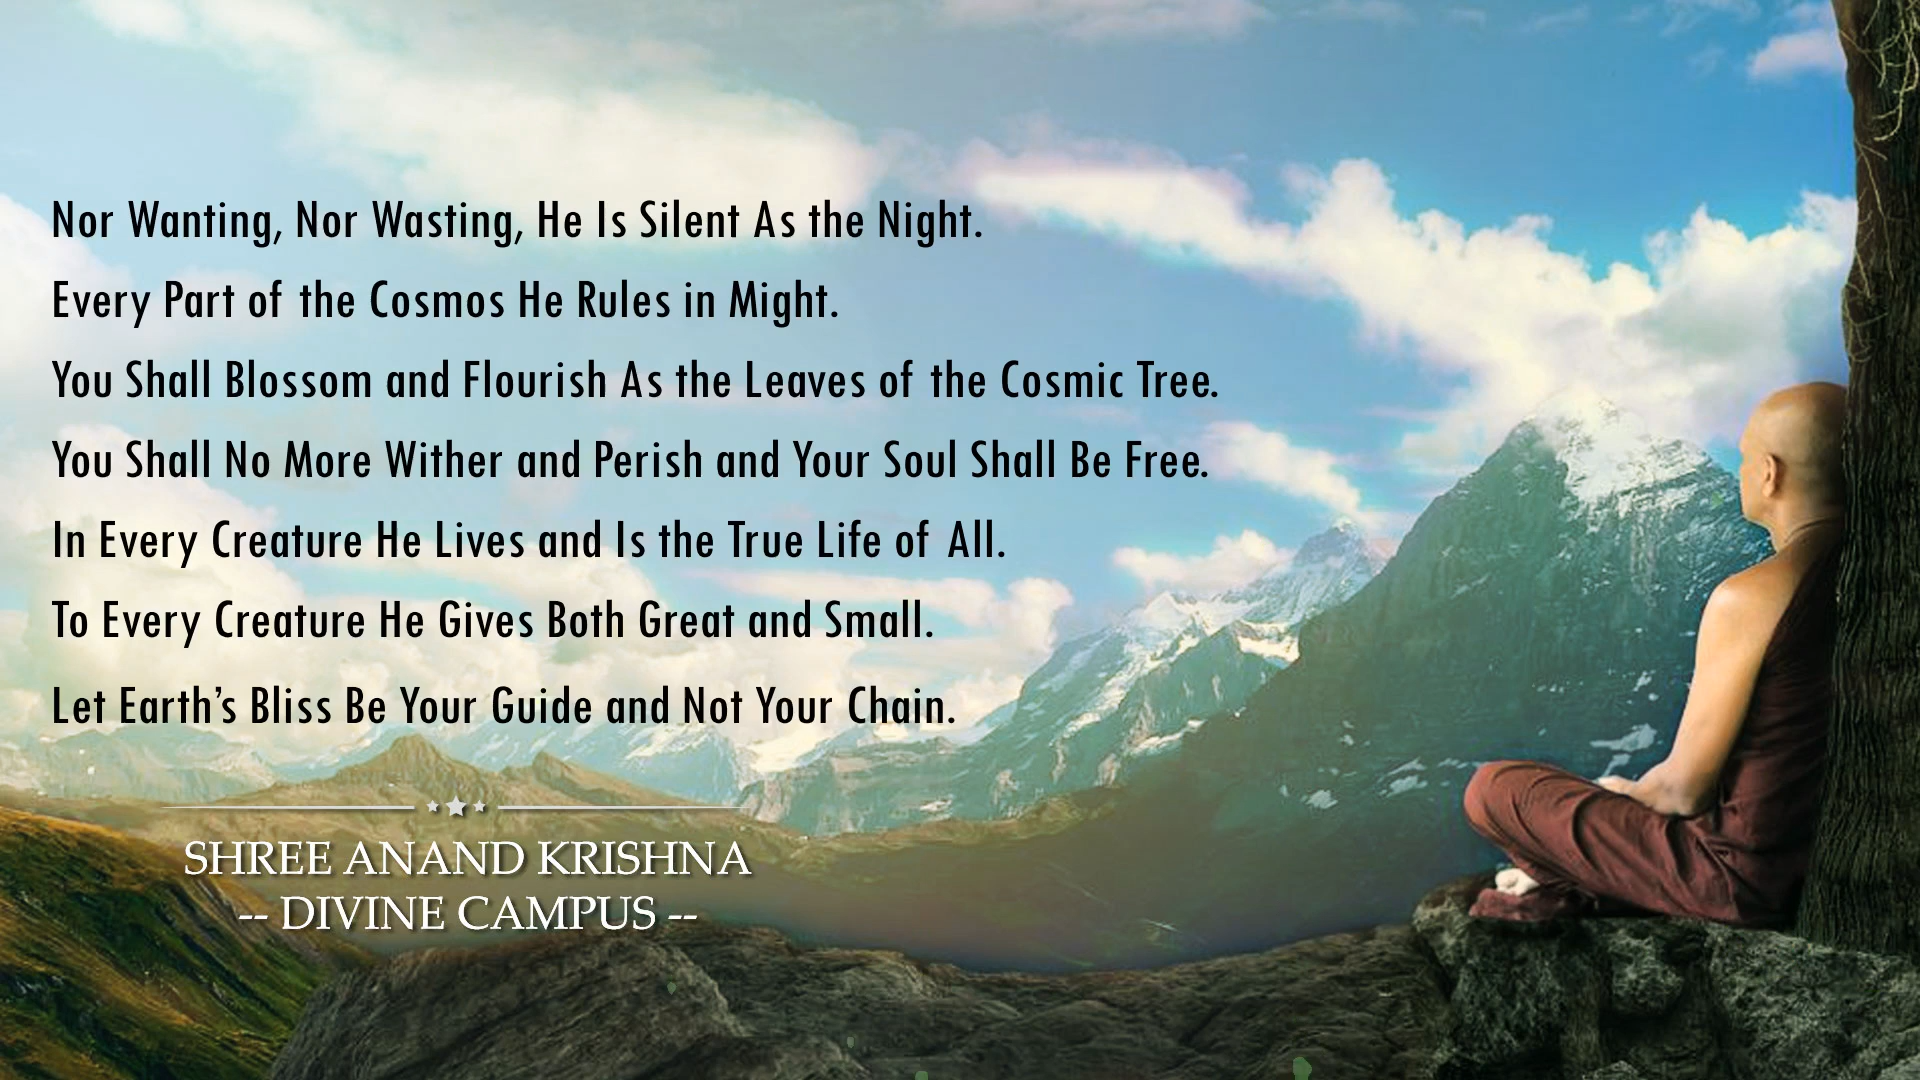 Nor Wanting, Nor Wasting, He Is Silent As the Night.
Every Part of the Cosmos He Rules in Might.
You Shall Blossom and Flourish As the Leaves of the Cosmic Tree.
You Shall No More Wither and Perish and Your Soul Shall Be Free.
In Every Creature He Lives and Is the True Life of All.
To Every Creature He Gives Both Great and Small.
Let Earth’s Bliss Be Your Guide and Not Your Chain.
SHREE ANAND KRISHNA
-- DIVINE CAMPUS --